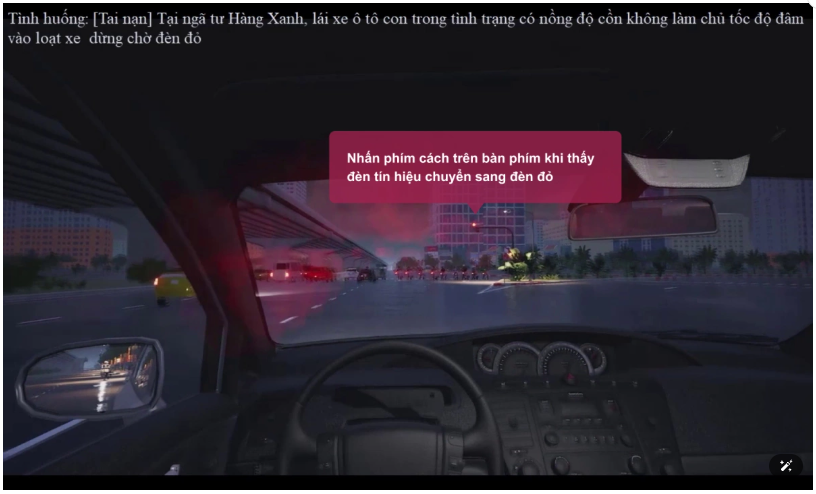 Tình huống: [Tai nạn] Tại ngã tư Hàng Xanh, lái xe ô tô con trong tình trạng có nồng độ cồn không làm chủ tốc độ đâm
vào loạt xe dừng chờ đèn đỏ
Nhấn phím cách trên bàn phím khi thấy
đèn tín hiệu chuyển sang đèn đỏ